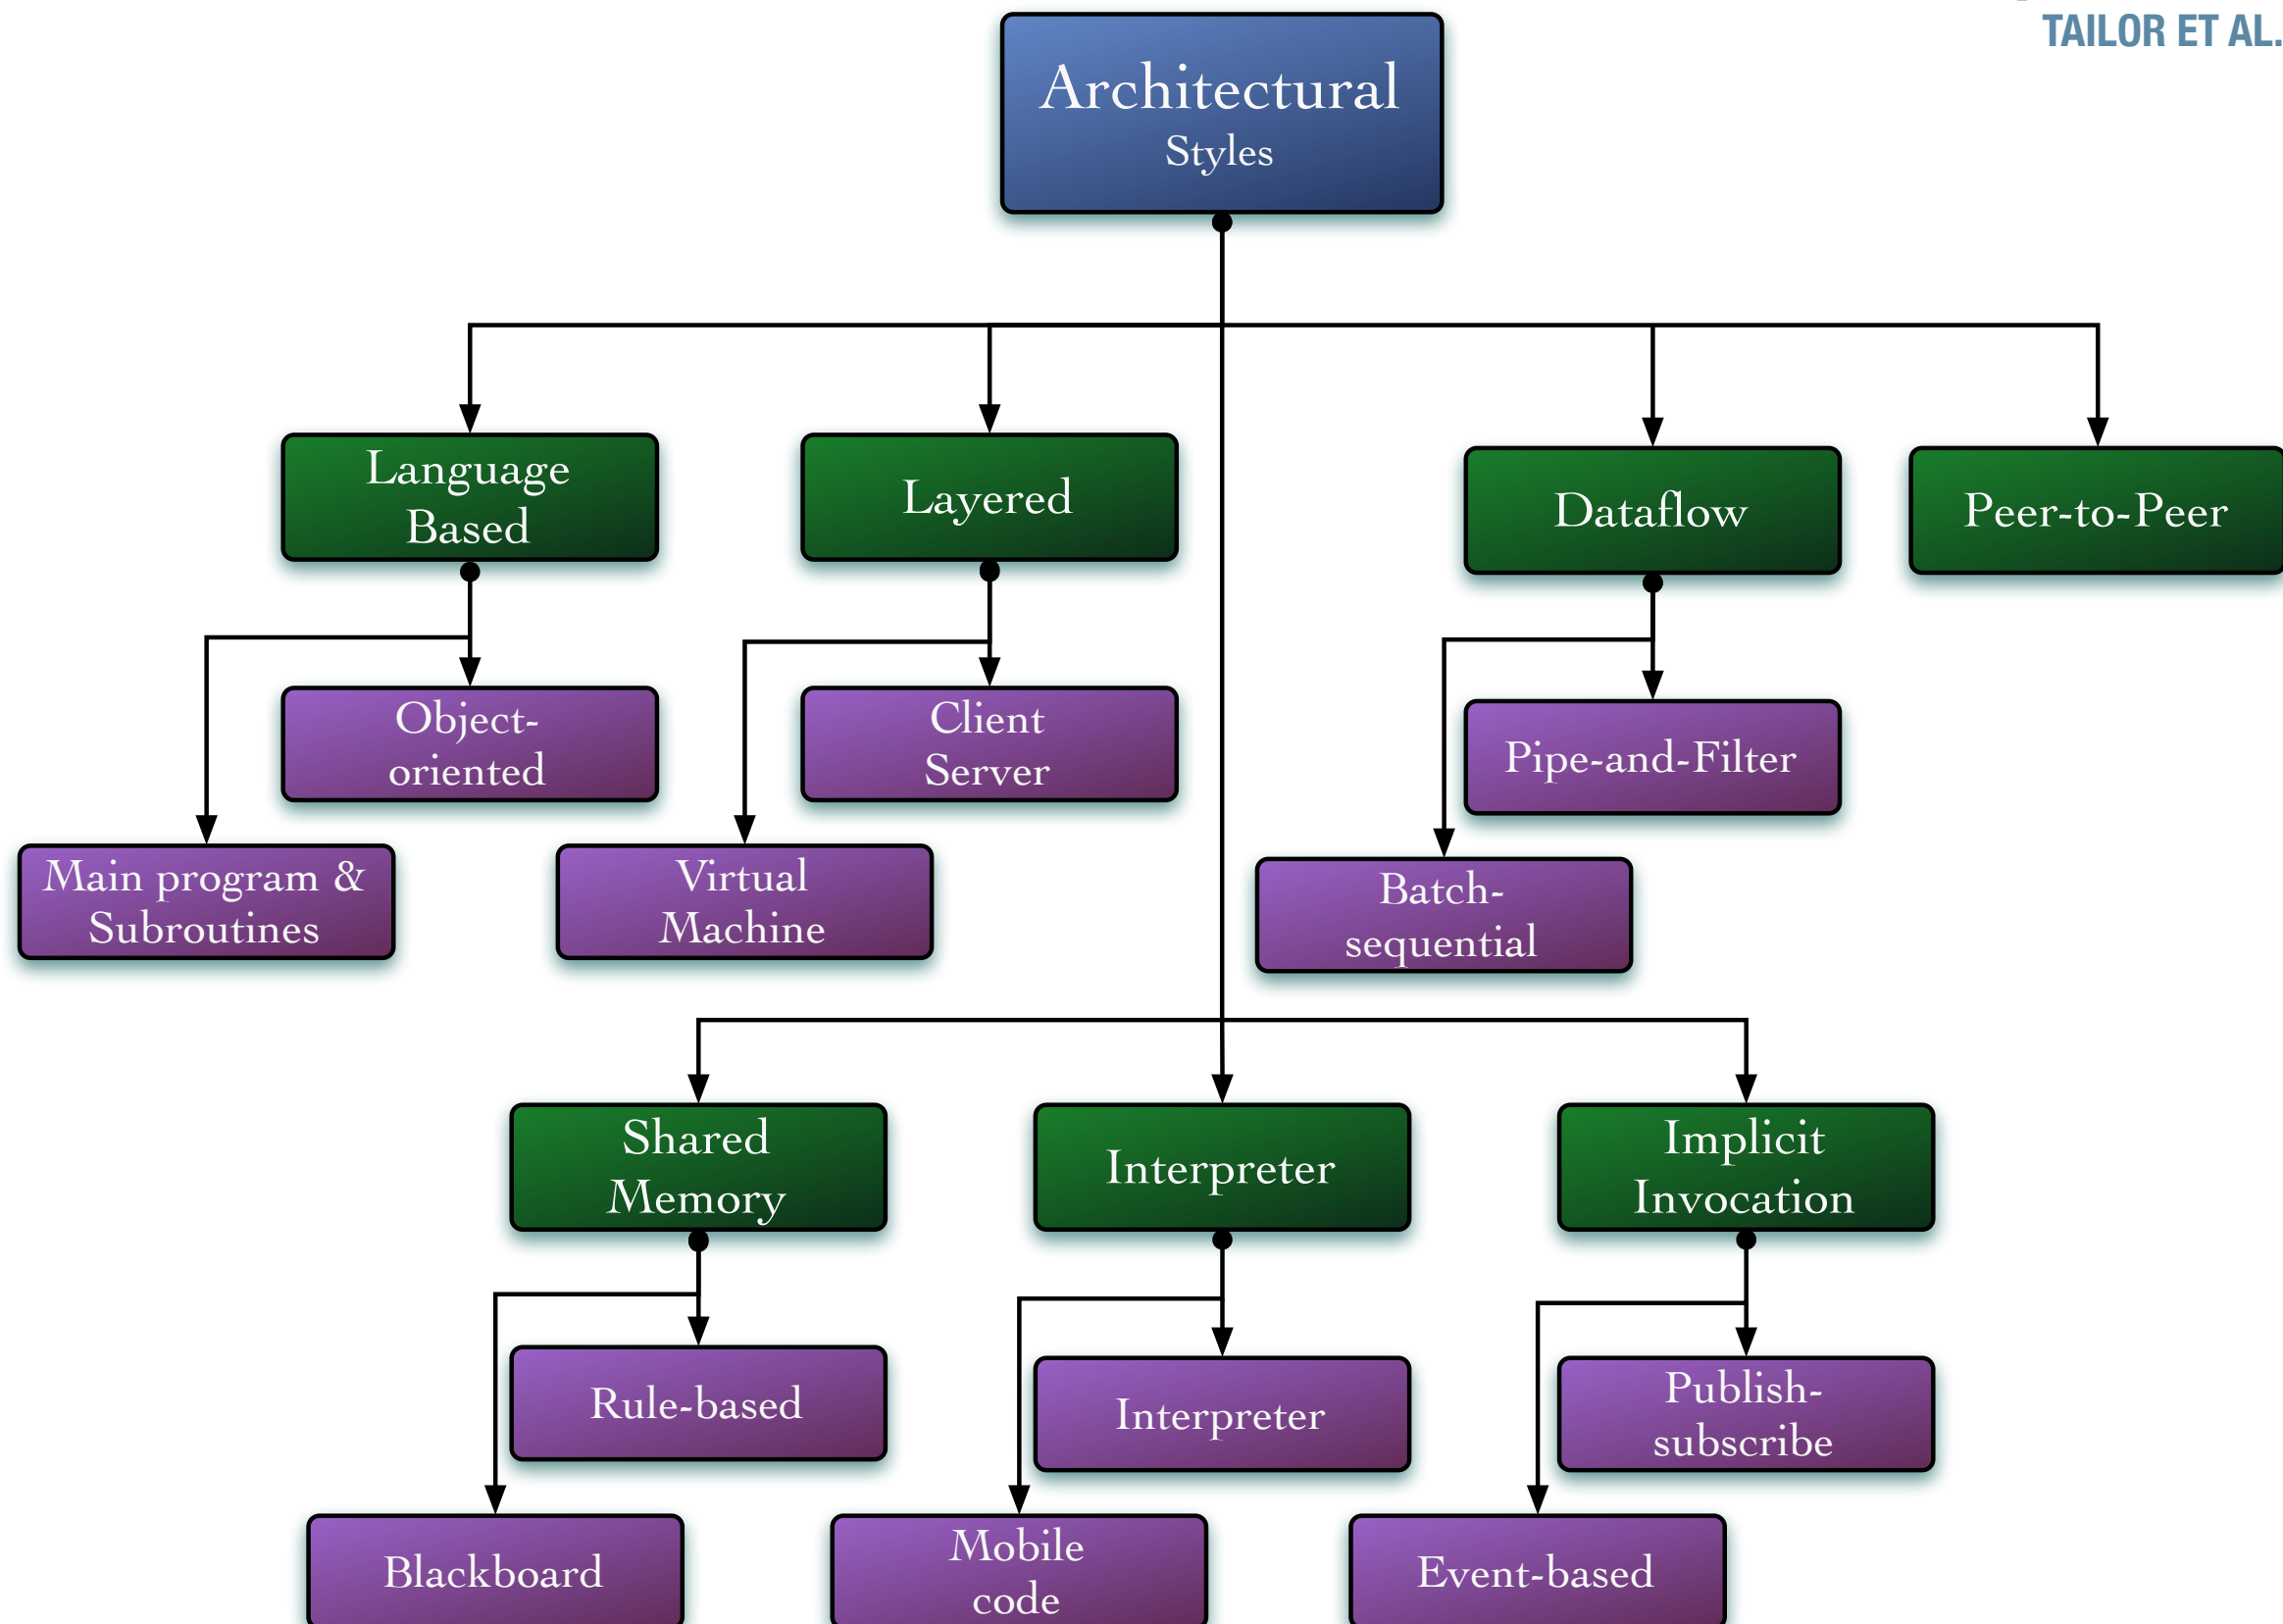 TAILOR ET AL.
Architectural
Styles
Language
Based
Layered
Dataflow
Peer-to-Peer
Object-
oriented
Client
Server
Pipe-and-Filter
Main program &
Subroutines
Virtual
Machine
Batch-
sequential
Shared
Memory
Interpreter
Implicit
Invocation
Rule-based
Interpreter
Publish-
subscribe
Blackboard
Mobile
code
Event-based